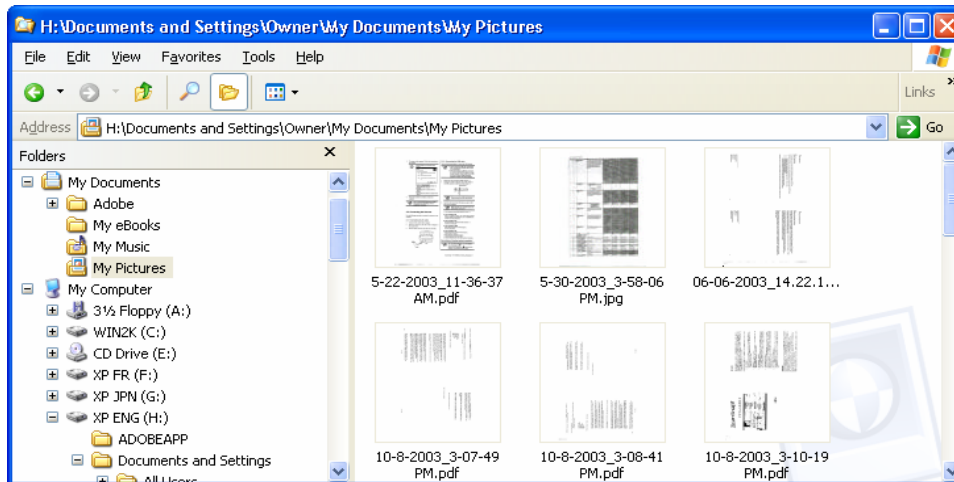 H:\Documents and Settings\Owner\My Documents\My Pictures
File Edit View Favorites Tools Help
Links »
Address H:\Documents and Settings\Owner\My Documents\My Pictures Go
Folders
My Documents
Adobe
My eBooks
My Music
My Pictures
My Computer
3½ Floppy (A:)
WIN2K (C:)
CD Drive (E:)
XP FR (F:)
XP JPN (G:)
XP ENG (H:)
ADOBEAPP
Documents and Settings
All Users
5-22-2003_11-36-37
AM.pdf
5-30-2003_3-58-06
PM.jpg
06-06-2003_14.22.1...
10-8-2003_3-07-49
PM.pdf
10-8-2003_3-08-41
PM.pdf
10-8-2003_3-10-19
PM.pdf